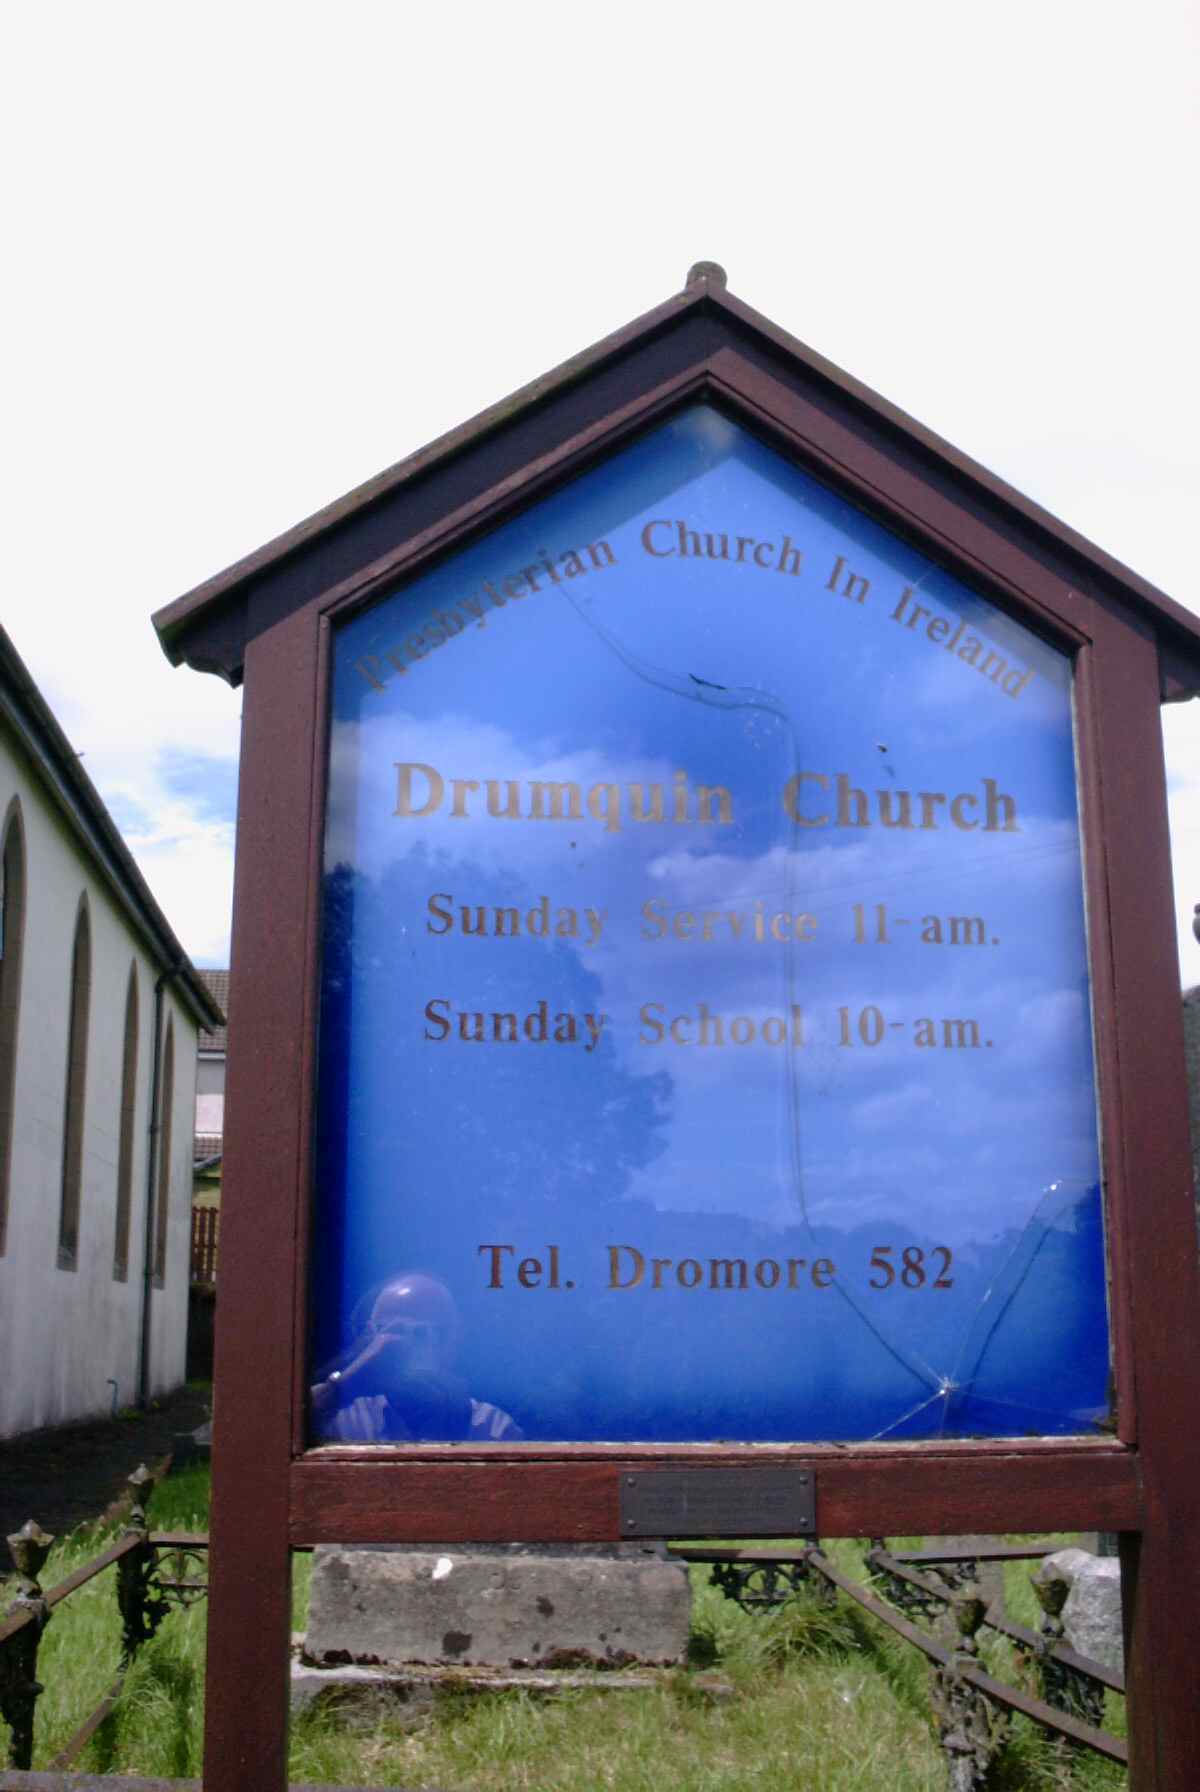 Presbyterian Church In Ireland
Drumquin Church
Sunday Service 11-am.
Sunday School 10-am.
Tel. Dromore 582